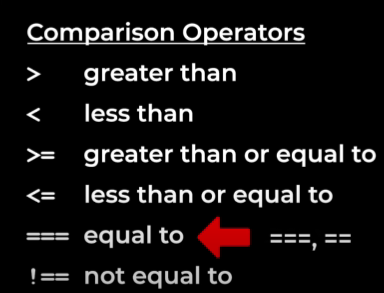 Comparison Operators
> greater than
< less than
>= greater than or equal to
<= less than or equal to
=== equal to ===, ==
!== not equal to